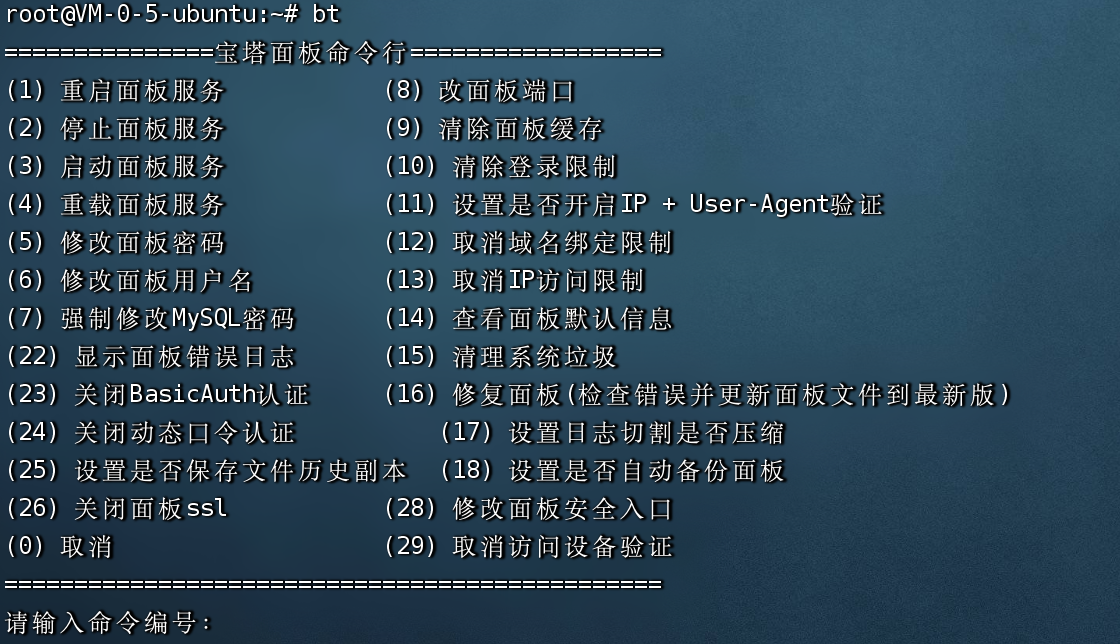 root@VM-0-5-ubuntu:~# bt
===============宝塔面板命令行==================
(1) 重启面板服务 (8) 改面板端口
(2) 停止面板服务 (9) 清除面板缓存
(3) 启动面板服务 (10) 清除登录限制
(4) 重载面板服务 (11) 设置是否开启IP + User-Agent验证
(5) 修改面板密码 (12) 取消域名绑定限制
(6) 修改面板用户名 (13) 取消IP访问限制
(7) 强制修改MySQL密码 (14) 查看面板默认信息
(22) 显示面板错误日志 (15) 清理系统垃圾
(23) 关闭BasicAuth认证 (16) 修复面板(检查错误并更新面板文件到最新版)
(24) 关闭动态口令认证 (17) 设置日志切割是否压缩
(25) 设置是否保存文件历史副本 (18) 设置是否自动备份面板
(26) 关闭面板ssl (28) 修改面板安全入口
(0) 取消 (29) 取消访问设备验证
===============================================
请输入命令编号: